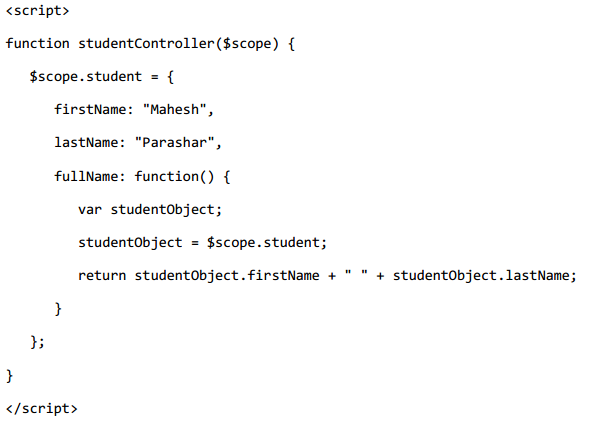 <script>
function studentController($scope) {
$scope.student = {
firstName: "Mahesh",
lastName: "Parashar",
fullName: function() {
var studentObject;
studentObject = $scope.student;
return studentObject.firstName + " " + studentObject.lastName;
}
};
}
</script>